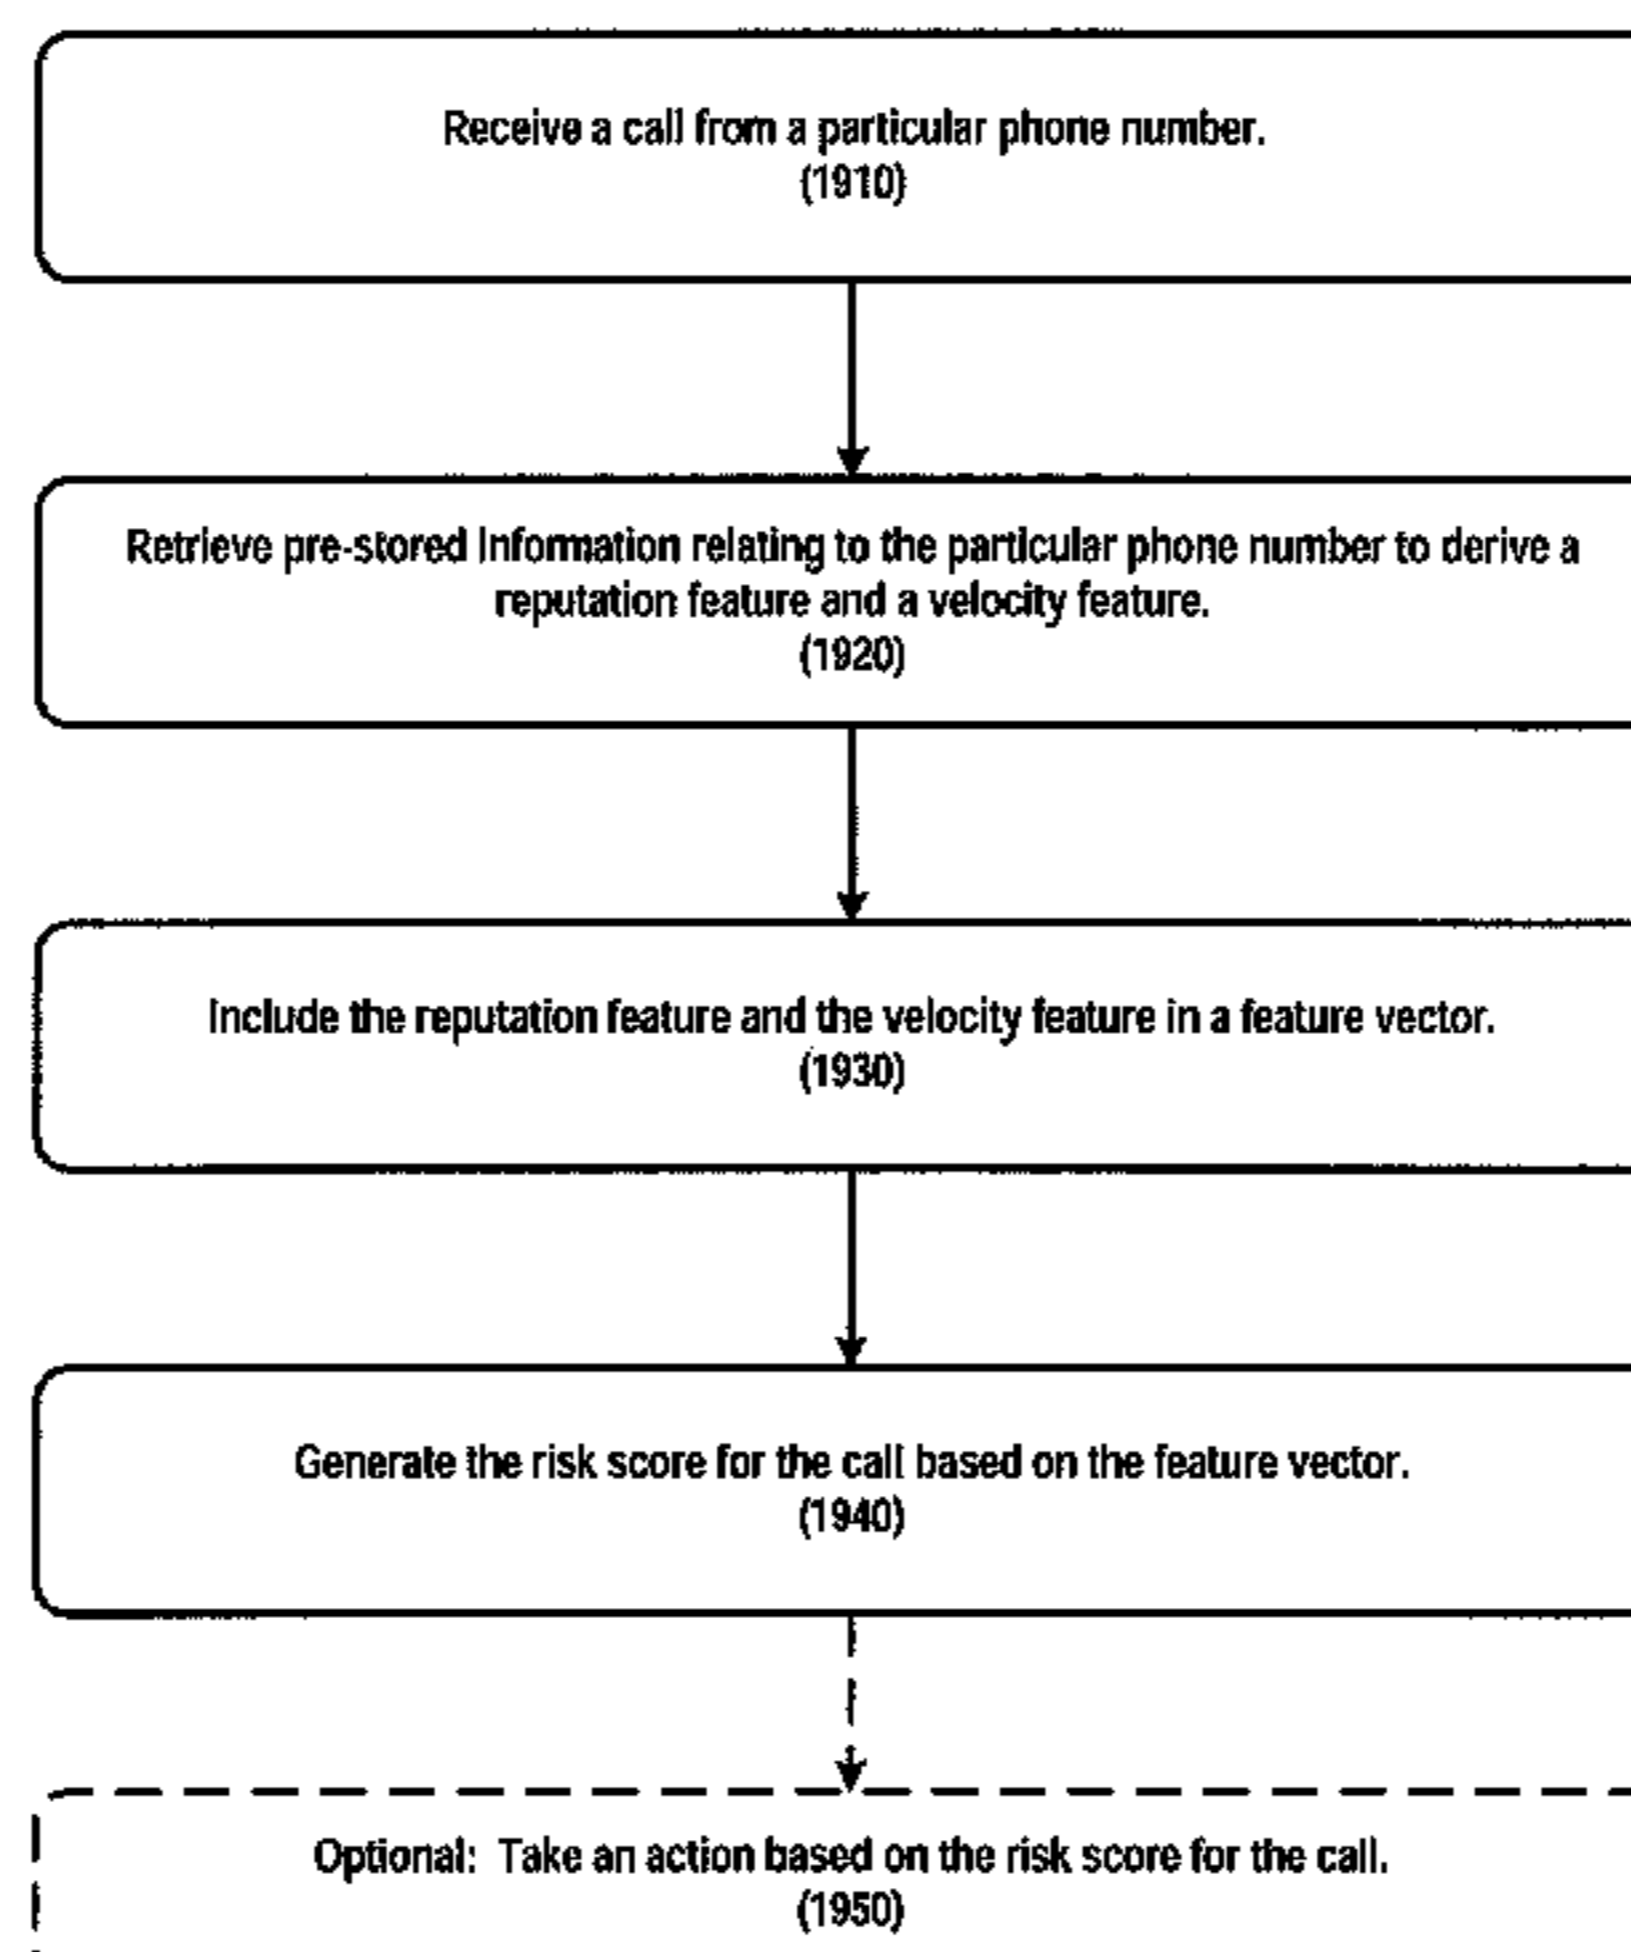 Receive a call from a particular phone number.
(1910)
Retrieve pre-stored Information relating to the particular phone number to derive a
reputation feature and a velocity feature.
(1920)
Include the reputation feature and the velocity feature in a feature vector.
(1930)
Generate the risk score for the call based on the feature vector.
(1940)
Optional: Take an action based on the risk score for the call.
(1950)